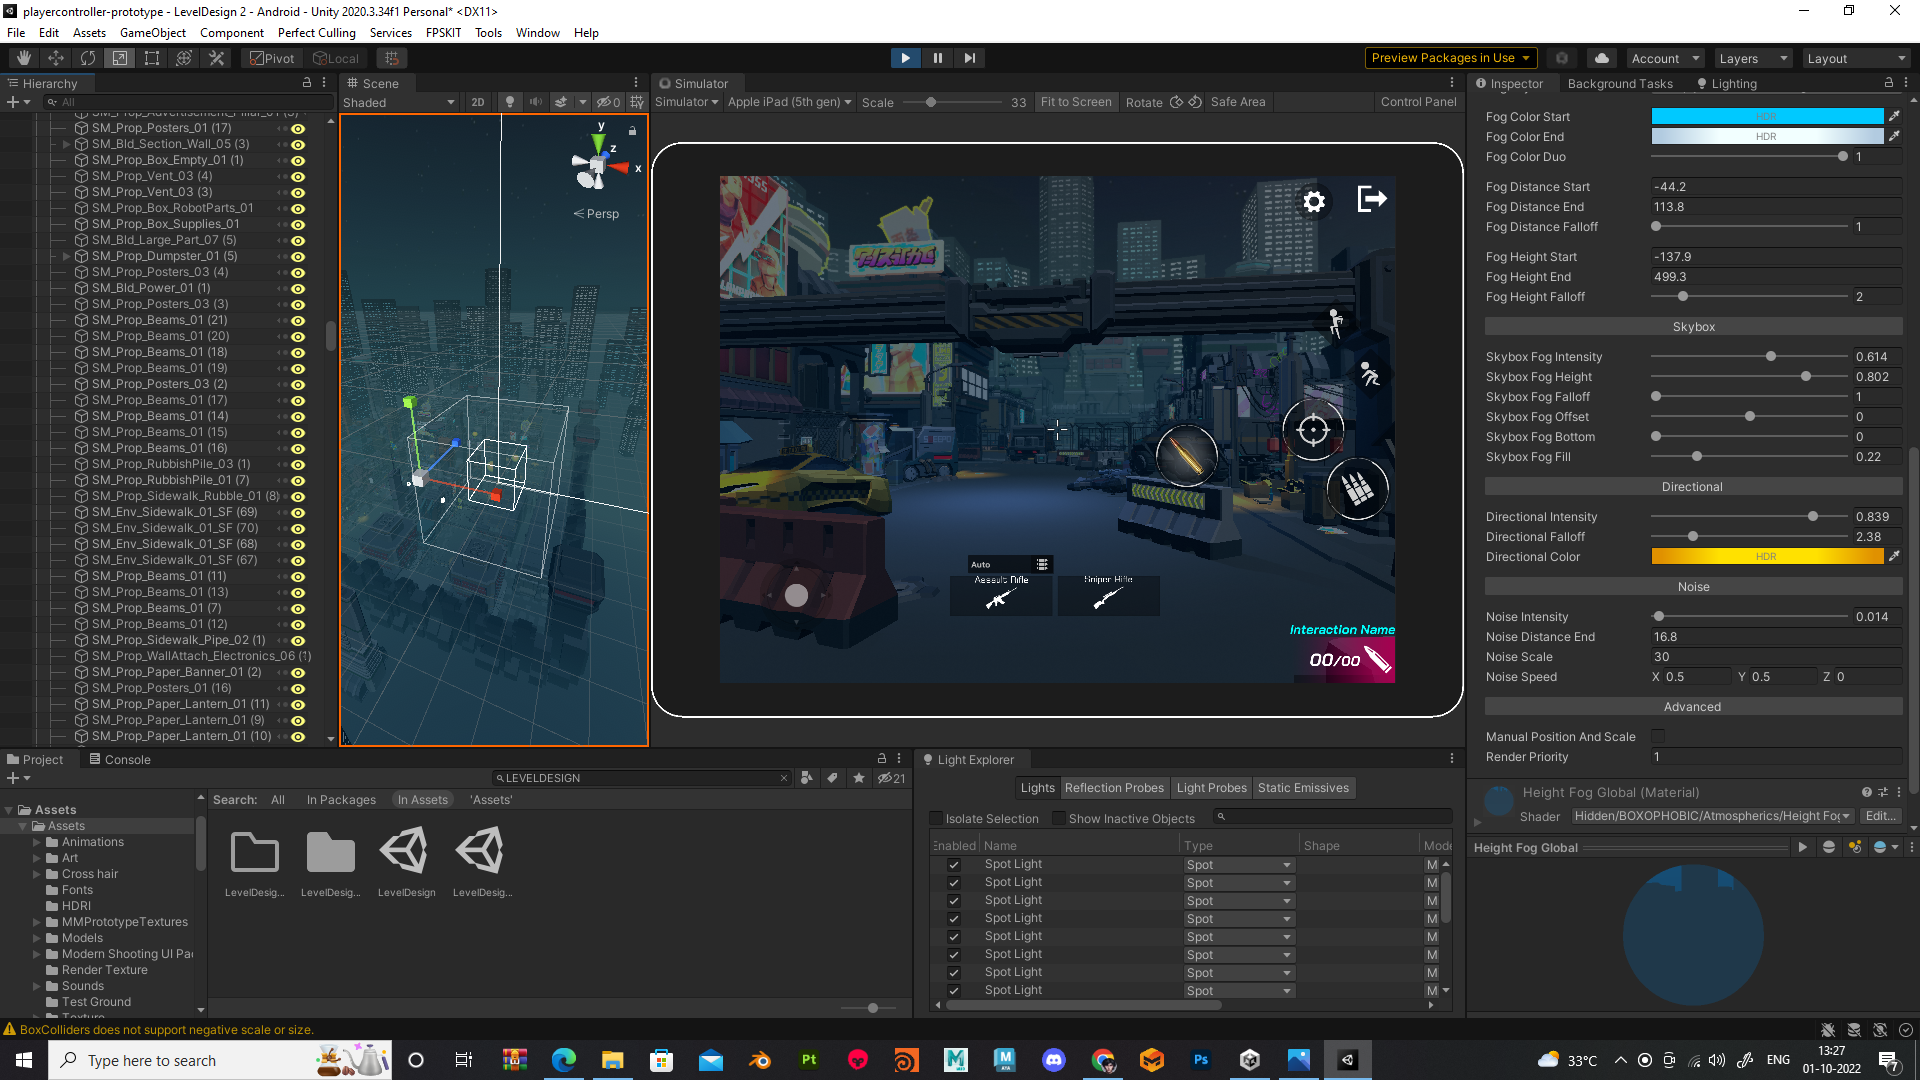 playercontroller-prototype - LevelDesign 2 - Android - Unity 2020.3.34f1 Personal* <DX11>
File Edit Assets GameObject Component Perfect Culling Services FPSKIT Tools Window Help
Pivot Local Preview Packages in Use Account Layers Layout
Hierarchy
All
SM_Prop_Advertisement_Pillar_01 (3)
SM_Prop_Posters_01 (17)
SM_Bld_Section_Wall_05 (3)
SM_Prop_Box_Empty_01 (1)
SM_Prop_Vent_03 (4)
SM_Prop_Vent_03 (3)
SM_Prop_Box_RobotParts_01
SM_Prop_Box_Supplies_01
SM_Bld_Large_Part_07 (5)
SM_Prop_Dumpster_01 (5)
SM_Prop_Posters_03 (4)
SM_Bld_Power_01 (1)
SM_Prop_Posters_03 (3)
SM_Prop_Beams_01 (21)
SM_Prop_Beams_01 (20)
SM_Prop_Beams_01 (18)
SM_Prop_Beams_01 (19)
SM_Prop_Posters_03 (2)
SM_Prop_Beams_01 (17)
SM_Prop_Beams_01 (14)
SM_Prop_Beams_01 (15)
SM_Prop_Beams_01 (16)
SM_Prop_RubbishPile_03 (1)
SM_Prop_RubbishPile_01 (7)
SM_Prop_Sidewalk_Rubble_01 (8)
SM_Env_Sidewalk_01_SF (69)
SM_Env_Sidewalk_01_SF (70)
SM_Env_Sidewalk_01_SF (68)
SM_Env_Sidewalk_01_SF (67)
SM_Prop_Beams_01 (11)
SM_Prop_Beams_01 (13)
SM_Prop_Beams_01 (7)
SM_Prop_Beams_01 (12)
SM_Prop_Sidewalk_Pipe_02 (1)
SM_Prop_WallAttach_Electronics_06 (1)
SM_Prop_Paper_Banner_01 (2)
SM_Prop_Posters_01 (16)
SM_Prop_Paper_Lantern_01 (11)
SM_Prop_Paper_Lantern_01 (9)
SM_Prop_Paper_Lantern_01 (10)
Scene
Shaded 2D 0
y
z
x
Persp
Simulator
Simulator Apple iPad (5th gen) Scale 33 Fit to Screen Rotate Safe Area Control Panel
Auto
Assault Rifle Sniper Rifle
Interaction Name
00/00
Inspector Background Tasks Lighting
Fog Color Start HDR
Fog Color End HDR
Fog Color Duo 1
Fog Distance Start -44.2
Fog Distance End 113.8
Fog Distance Falloff 1
Fog Height Start -137.9
Fog Height End 499.3
Fog Height Falloff 2
Skybox
Skybox Fog Intensity 0.614
Skybox Fog Height 0.802
Skybox Fog Falloff 1
Skybox Fog Offset 0
Skybox Fog Bottom 0
Skybox Fog Fill 0.22
Directional
Directional Intensity 0.839
Directional Falloff 2.38
Directional Color HDR
Noise
Noise Intensity 0.014
Noise Distance End 16.8
Noise Scale 30
Noise Speed X 0.5 Y 0.5 Z 0
Advanced
Manual Position And Scale
Render Priority 1
Height Fog Global (Material)
Shader Hidden/BOXOPHOBIC/Atmospherics/Height Fog Edit...
Height Fog Global
Project Console
LEVELDESIGN 21
Search: All In Packages In Assets 'Assets'
Assets
Assets
Animations
Art
Cross hair
Fonts
HDRI
MMPrototypeTextures
Models
Modern Shooting UI Pa
Render Texture
Sounds
Test Ground
Texture
LevelDesig... LevelDesig... LevelDesign LevelDesig...
Light Explorer
Lights Reflection Probes Light Probes Static Emissives
Isolate Selection Show Inactive Objects
Enabled Name Type Shape Mode
Spot Light Spot M
Spot Light Spot M
Spot Light Spot M
Spot Light Spot M
Spot Light Spot M
Spot Light Spot M
Spot Light Spot M
Spot Light Spot M
BoxColliders does not support negative scale or size.
Type here to search
Pt
M
M
Ps
33°C ENG
13:27
01-10-2022
7